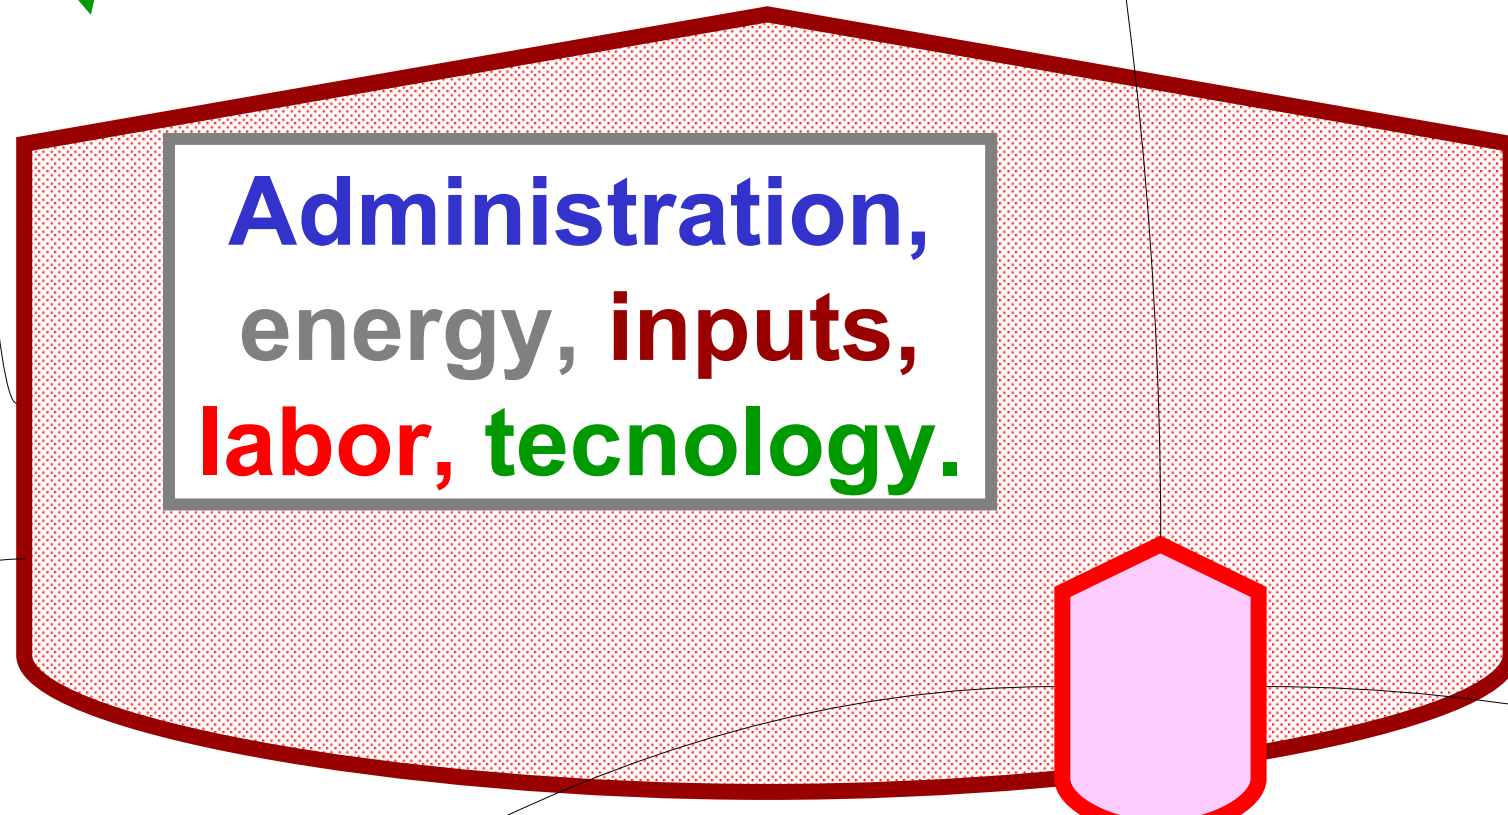 Administration,
energy, inputs,
labor, tecnology.